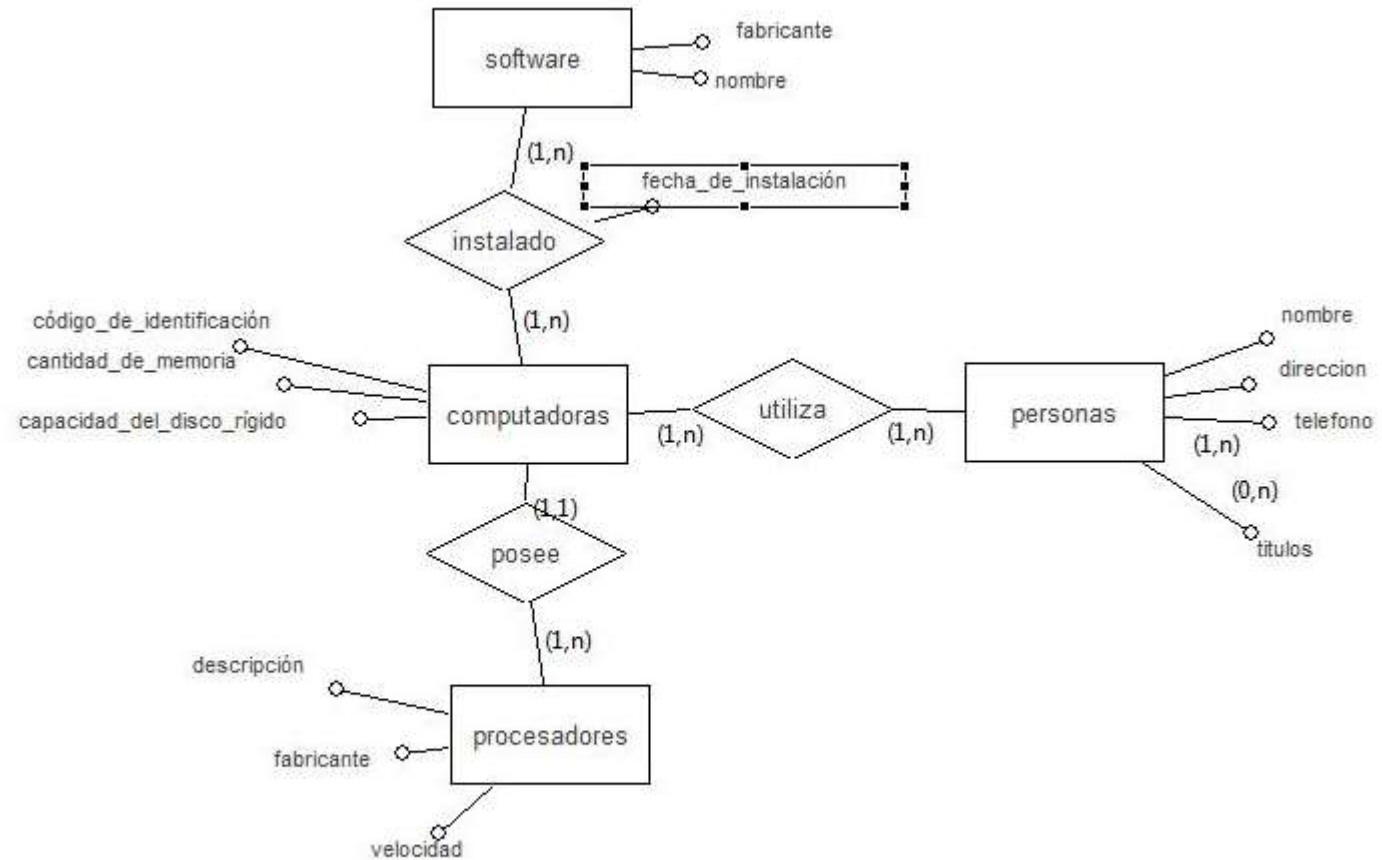 fabricante
software
nombre
(1,n)
fecha_de_instalación
instalado
código_de_identificación
(1,n)
nombre
cantidad_de_memoria
direccion
capacidad_del_disco_rígido
computadoras
utiliza
personas
telefono
(1,n)
(1,n)
(1,n)
(0,n)
(1,1)
posee
titulos
(1,n)
descripción
procesadores
fabricante
velocidad